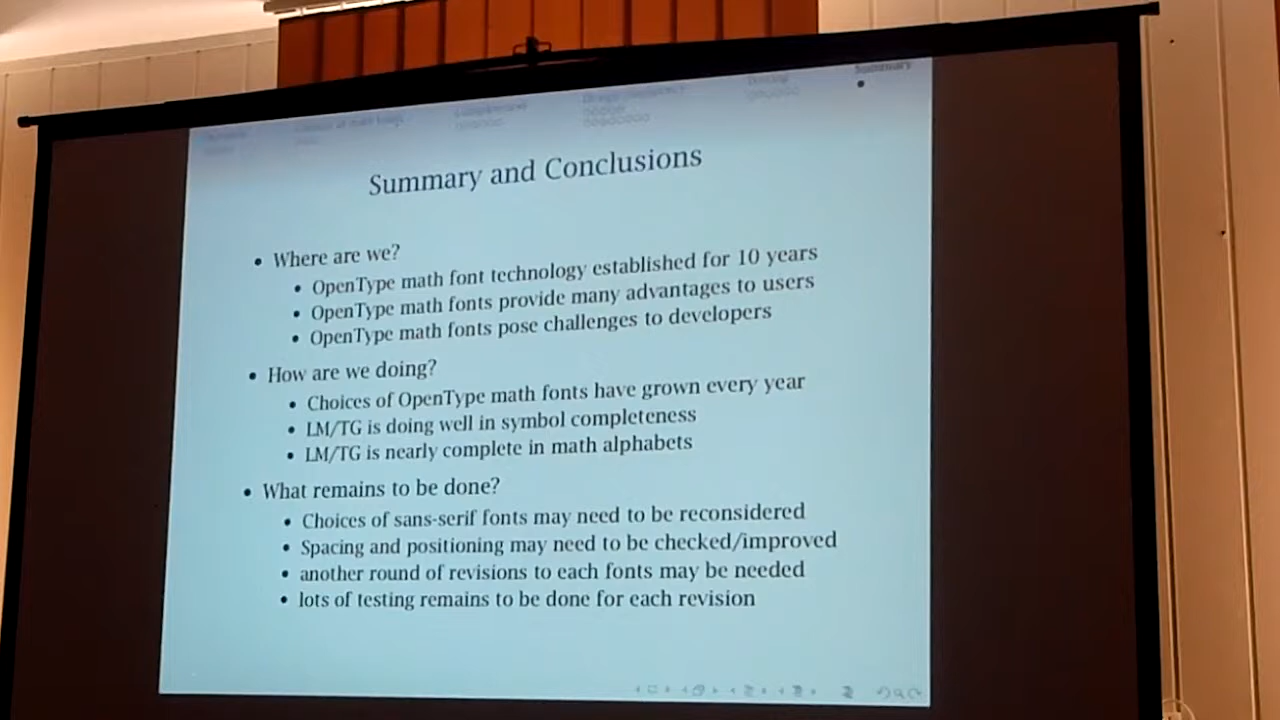 Summary
Summary and Conclusions
• Where are we?
• OpenType math font technology established for 10 years
• OpenType math fonts provide many advantages to users
• OpenType math fonts pose challenges to developers
• How are we doing?
• Choices of OpenType math fonts have grown every year
• LM/TG is doing well in symbol completeness
• LM/TG is nearly complete in math alphabets
• What remains to be done?
• Choices of sans-serif fonts may need to be reconsidered
• Spacing and positioning may need to be checked/improved
• another round of revisions to each fonts may be needed
• lots of testing remains to be done for each revision